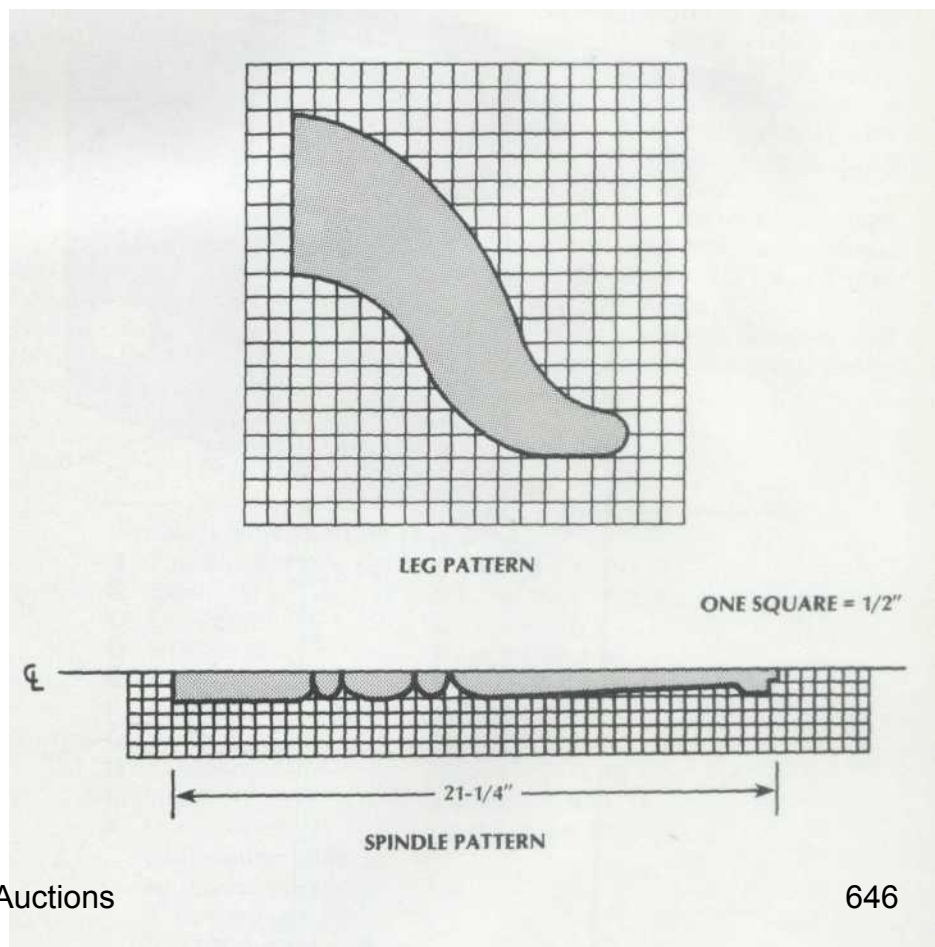 LEG PATTERN
ONE SQUARE = 1/2"
℄
21-1/4"
SPINDLE PATTERN
Auctions
646